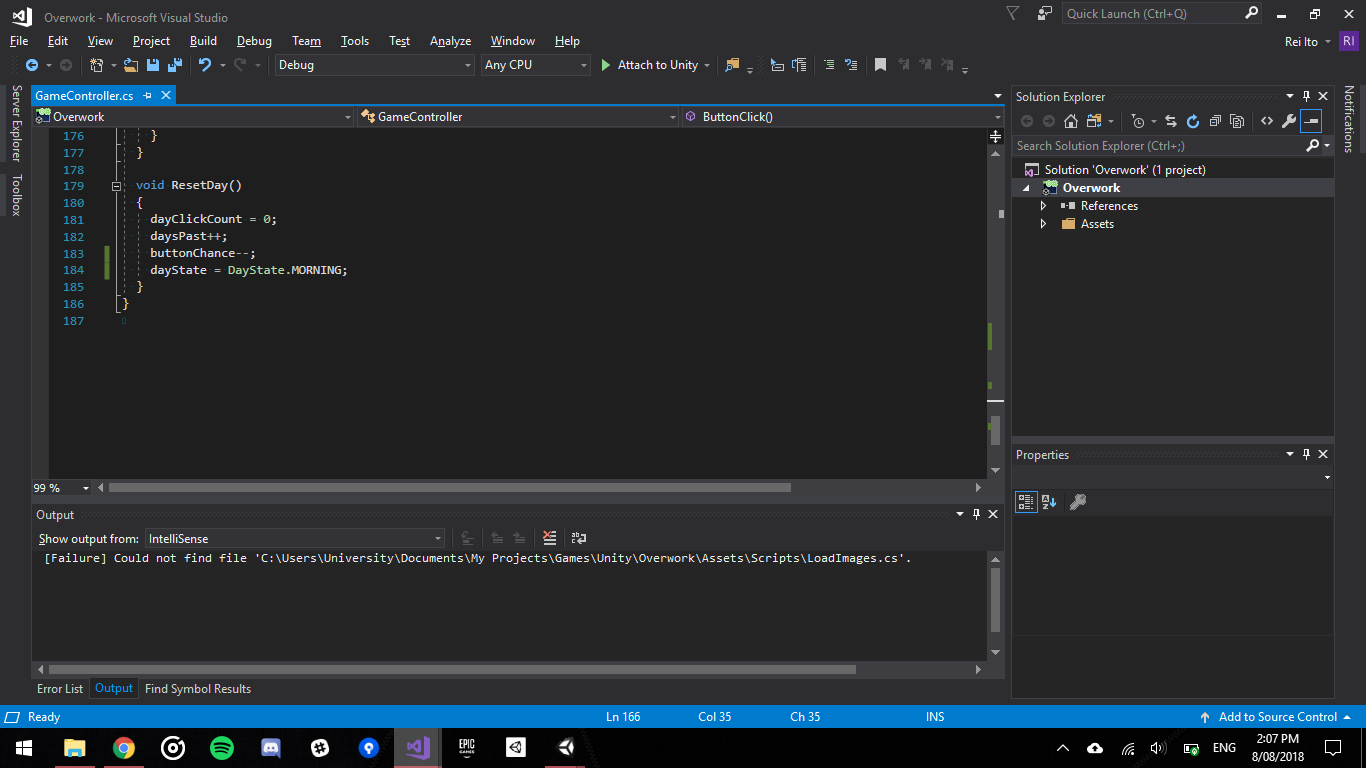 Overwork - Microsoft Visual Studio
Quick Launch (Ctrl+Q)
File Edit View Project Build Debug Team Tools Test Analyze Window Help
Rei Ito RI
Debug Any CPU Attach to Unity
Server Explorer
Toolbox
GameController.cs
Overwork GameController ButtonClick()
176 }
177 }
178
179 void ResetDay()
180 {
181 dayClickCount = 0;
182 daysPast++;
183 buttonChance--;
184 dayState = DayState.MORNING;
185 }
186 }
187
99 %
Output
Show output from: IntelliSense
[Failure] Could not find file 'C:\Users\University\Documents\My Projects\Games\Unity\Overwork\Assets\Scripts\LoadImages.cs'.
Error List Output Find Symbol Results
Solution Explorer
Search Solution Explorer (Ctrl+;)
Solution 'Overwork' (1 project)
Overwork
References
Assets
Properties
Notifications
Ready Ln 166 Col 35 Ch 35 INS Add to Source Control
EPIC GAMES
ENG
2:07 PM
8/08/2018